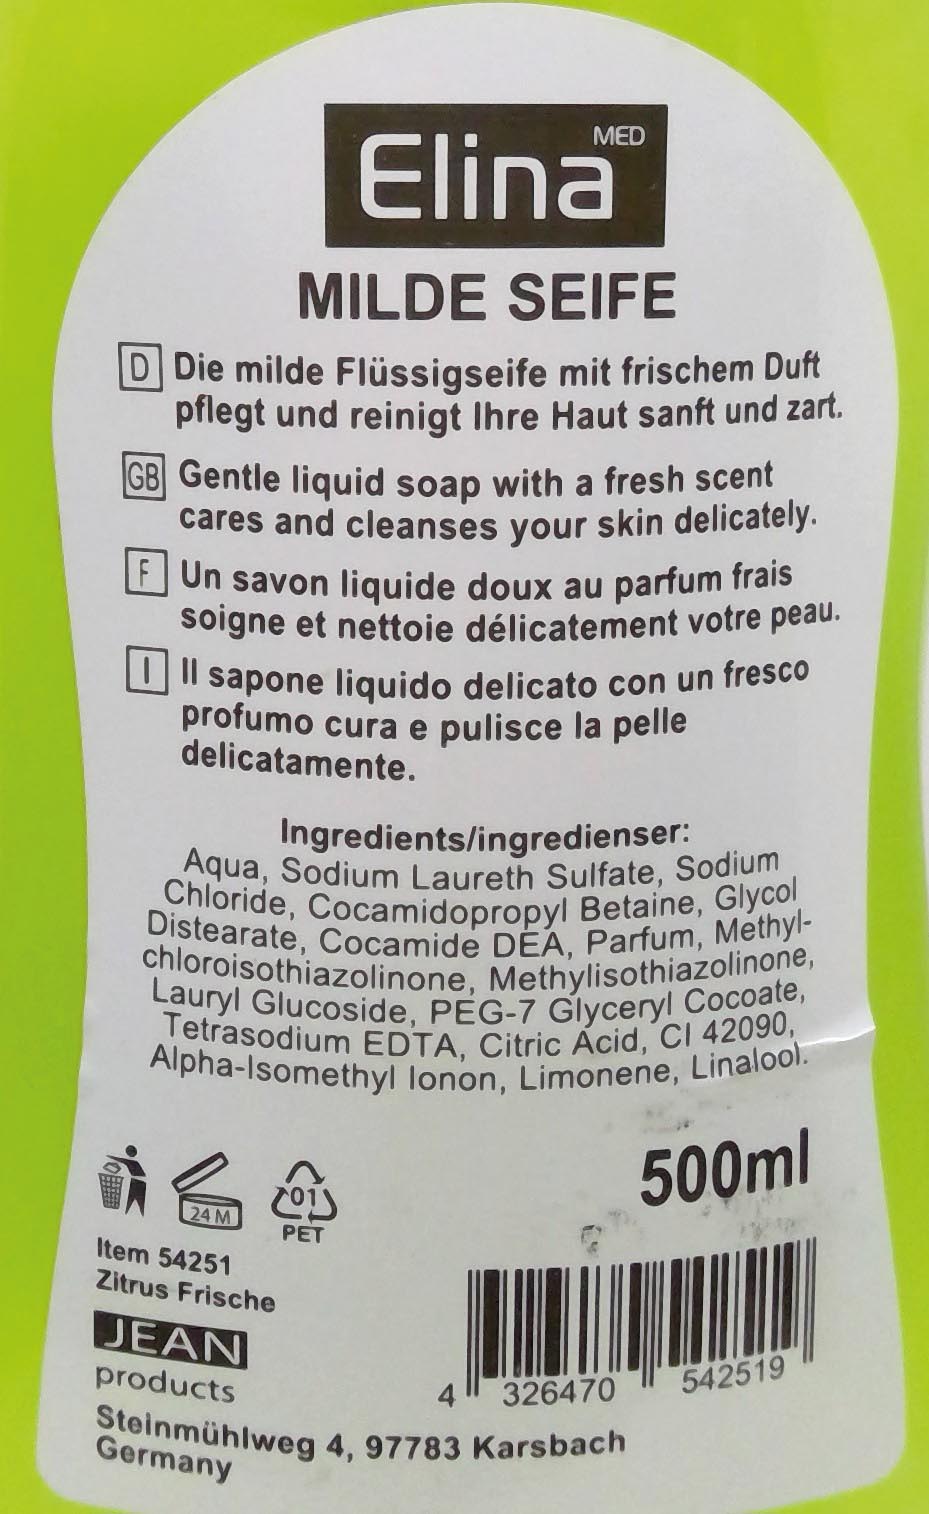 Elina MED
MILDE SEIFE
D Die milde Flüssigseife mit frischem Duft
pflegt und reinigt Ihre Haut sanft und zart.
GB Gentle liquid soap with a fresh scent
cares and cleanses your skin delicately.
F Un savon liquide doux au parfum frais
soigne et nettoie délicatement votre peau.
I Il sapone liquido delicato con un fresco
profumo cura e pulisce la pelle
delicatamente.
Ingredients/ingredienser:
Aqua, Sodium Laureth Sulfate, Sodium
Chloride, Cocamidopropyl Betaine, Glycol
Distearate, Cocamide DEA, Parfum, Methyl-
chloroisothiazolinone, Methylisothiazolinone,
Lauryl Glucoside, PEG-7 Glyceryl Cocoate,
Tetrasodium EDTA, Citric Acid, CI 42090,
Alpha-Isomethyl Ionon, Limonene, Linalool.
500ml
24 M
01
PET
Item 54251
Zitrus Frische
JEAN
products
4 326470 542519
Steinmühlweg 4, 97783 Karsbach
Germany